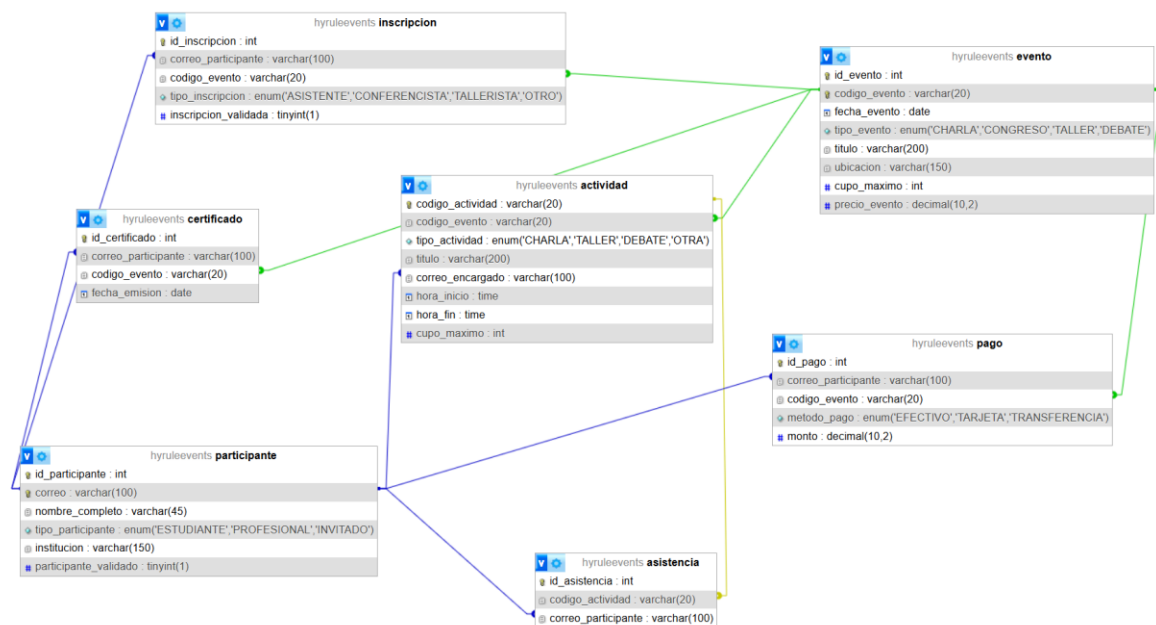 hyruleevents inscripcion
id_inscripcion : int
correo_participante : varchar(100)
codigo_evento : varchar(20)
tipo_inscripcion : enum('ASISTENTE','CONFERENCISTA','TALLERISTA','OTRO')
inscripcion_validada : tinyint(1)
hyruleevents evento
id_evento : int
codigo_evento : varchar(20)
fecha_evento : date
tipo_evento : enum('CHARLA','CONGRESO','TALLER','DEBATE')
titulo : varchar(200)
ubicacion : varchar(150)
cupo_maximo : int
precio_evento : decimal(10,2)
hyruleevents actividad
codigo_actividad : varchar(20)
codigo_evento : varchar(20)
tipo_actividad : enum('CHARLA','TALLER','DEBATE','OTRA')
titulo : varchar(200)
correo_encargado : varchar(100)
hora_inicio : time
hora_fin : time
cupo_maximo : int
hyruleevents certificado
id_certificado : int
correo_participante : varchar(100)
codigo_evento : varchar(20)
fecha_emision : date
hyruleevents pago
id_pago : int
correo_participante : varchar(100)
codigo_evento : varchar(20)
metodo_pago : enum('EFECTIVO','TARJETA','TRANSFERENCIA')
monto : decimal(10,2)
hyruleevents participante
id_participante : int
correo : varchar(100)
nombre_completo : varchar(45)
tipo_participante : enum('ESTUDIANTE','PROFESIONAL','INVITADO')
institucion : varchar(150)
participante_validado : tinyint(1)
hyruleevents asistencia
id_asistencia : int
codigo_actividad : varchar(20)
correo_participante : varchar(100)